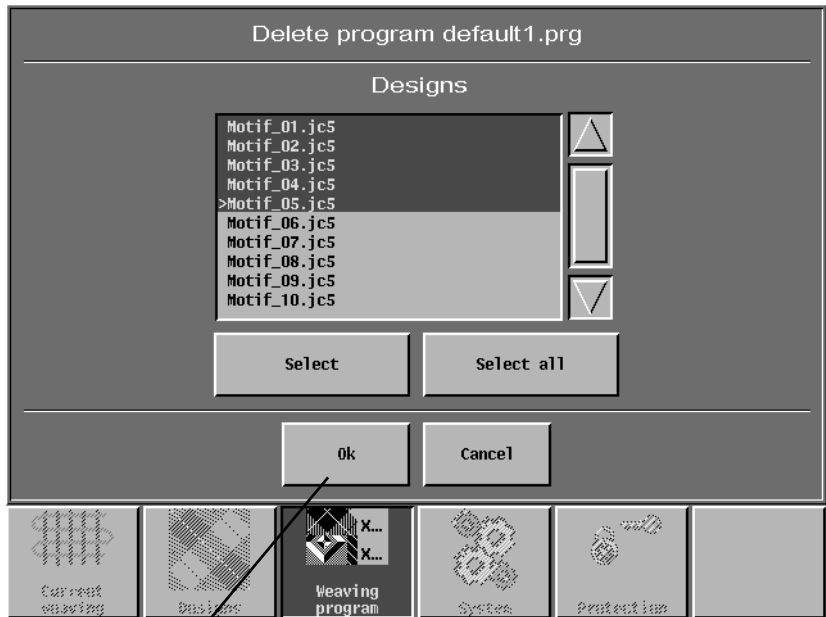 Delete program default1.prg
Designs
Motif_01.jc5
Motif_02.jc5
Motif_03.jc5
Motif_04.jc5
>Motif_05.jc5
Motif_06.jc5
Motif_07.jc5
Motif_08.jc5
Motif_09.jc5
Motif_10.jc5
Select
Select all
Ok
Cancel
X...
X...
Current
weaving
Designs
Weaving
program
System
Protection